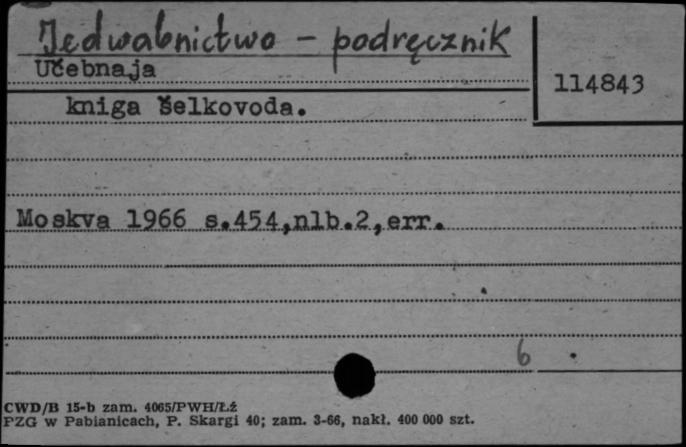 Jedwabnictwo - podręcznik
Učebnaja
114843
kniga šelkovoda.
Moskva 1966 s.454,nlb.2,err.
6
CWD/B 15-b zam. 4065/PWH/Łź
PZG w Pabianicach, P. Skargi 40; zam. 3-66, nakł. 400 000 szt.